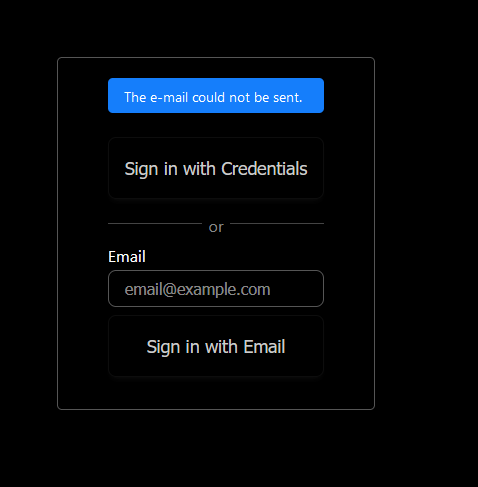 The e-mail could not be sent.
Sign in with Credentials
or
Email
email@example.com
Sign in with Email